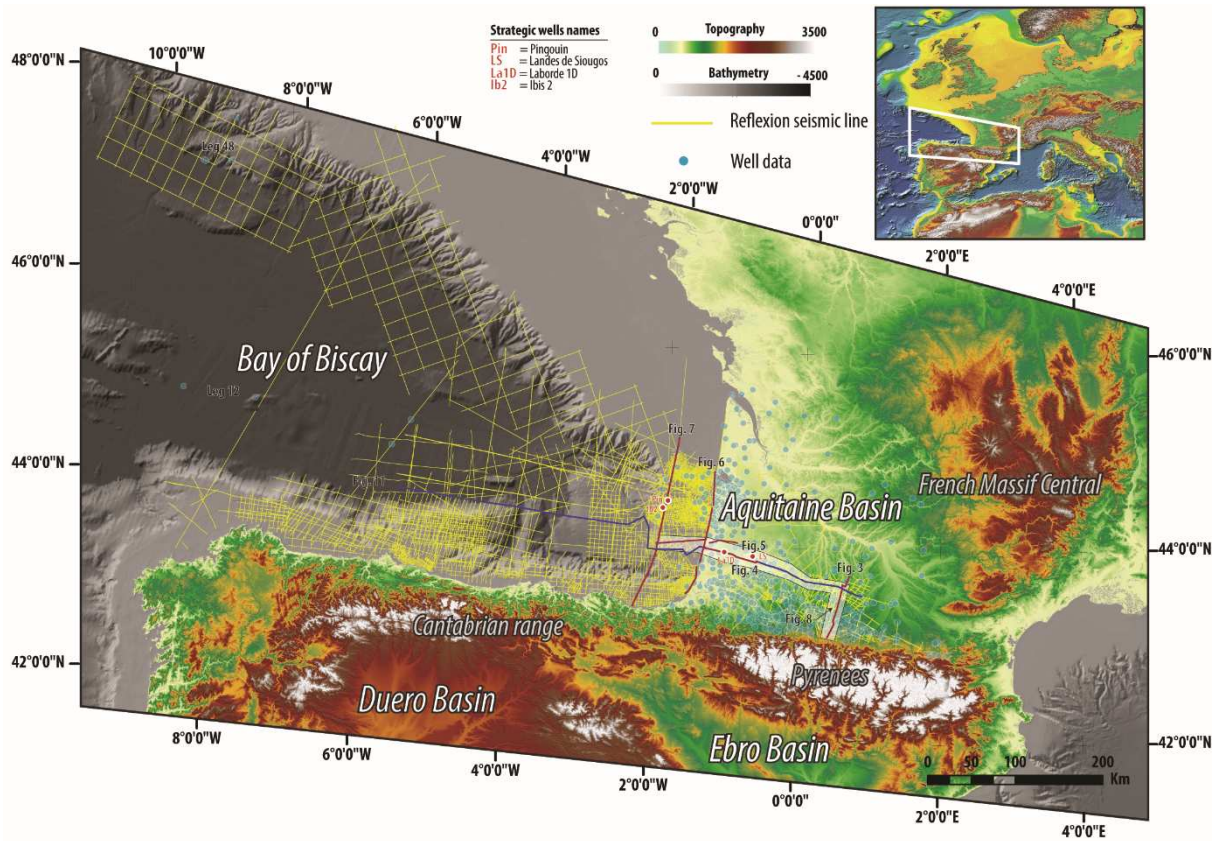 Strategic wells names
Pin = Pingouin
LS = Landes de Siougos
La1D = Laborde 1D
Ib2 = Ibis 2
0 Topography 3500
0 Bathymetry - 4500
Reflexion seismic line
Well data
48°0'0"N
10°0'0"W
8°0'0"W
6°0'0"W
4°0'0"W
2°0'0"W
0°0'0"
2°0'0"E
4°0'0"E
Leg 48
46°0'0"N
46°0'0"N
Bay of Biscay
Leg 12
Fig. 7
Fig. 6
44°0'0"N
Aquitaine Basin
French Massif Central
44°0'0"N
Fig. 5
La1D
LS
Fig. 4
Fig. 3
Fig. 8
Cantabrian range
Pyrenees
42°0'0"N
Duero Basin
Ebro Basin
42°0'0"N
0 50 100 200
Km
8°0'0"W
6°0'0"W
4°0'0"W
2°0'0"W
0°0'0"
2°0'0"E
4°0'0"E